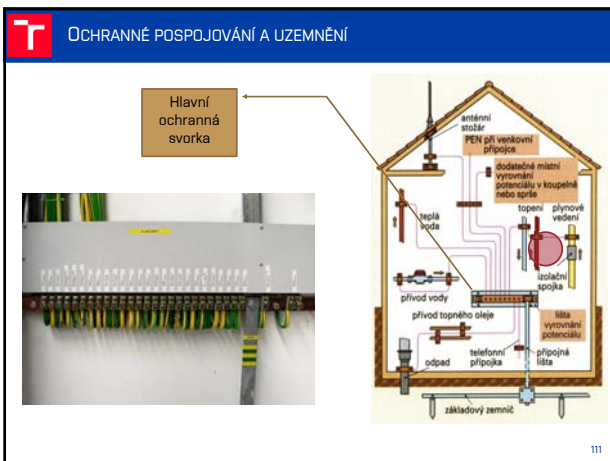 OCHRANNÉ POSPOJOVÁNÍ A UZEMNĚNÍ
Hlavní
ochranná
svorka
anténní
stožár
PEN při venkovní
přípojce
dodatečné místní
vyrovnání
potenciálu v koupelně
nebo sprše
teplá
voda
topení
plynové
vedení
izolační
spojka
přívod vody
lišta
vyrovnání
potenciálu
přívod topného oleje
telefonní
přípojka
přípojná
lišta
odpad
základový zemnič
111